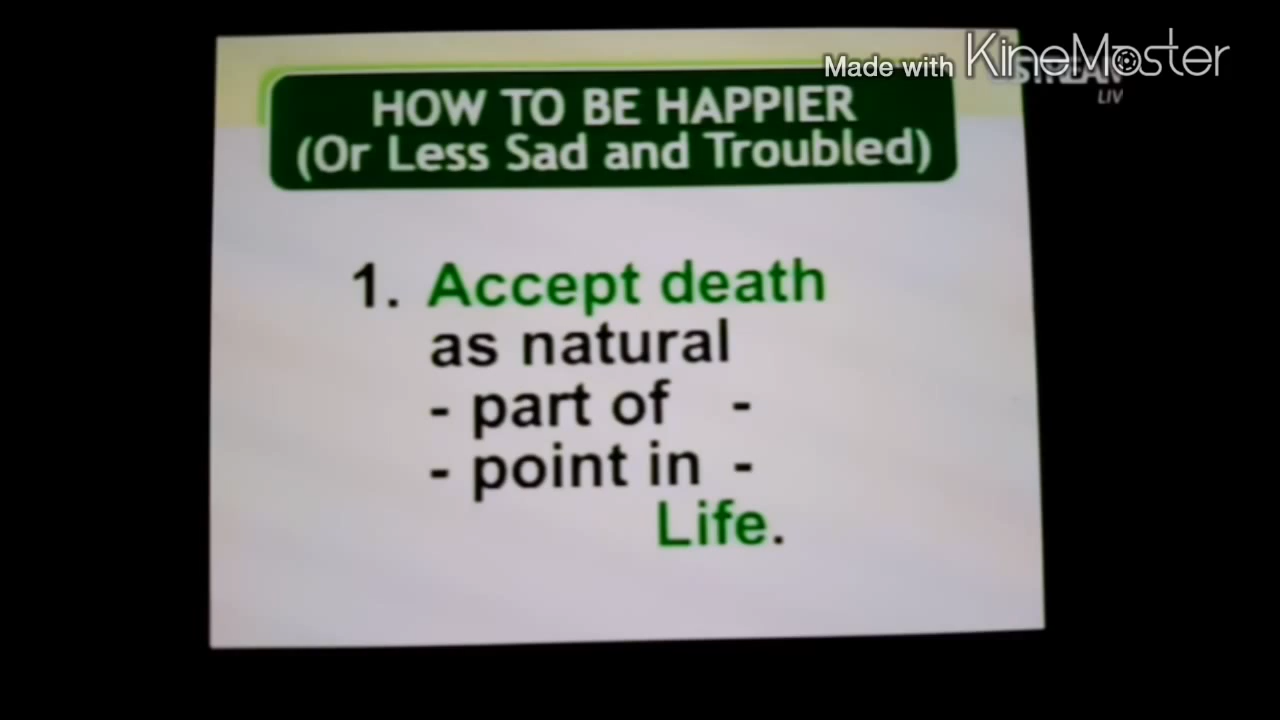 Made with KINEMASTER
LIV
HOW TO BE HAPPIER
(Or Less Sad and Troubled)
1. Accept death
as natural
- part of -
- point in -
Life.